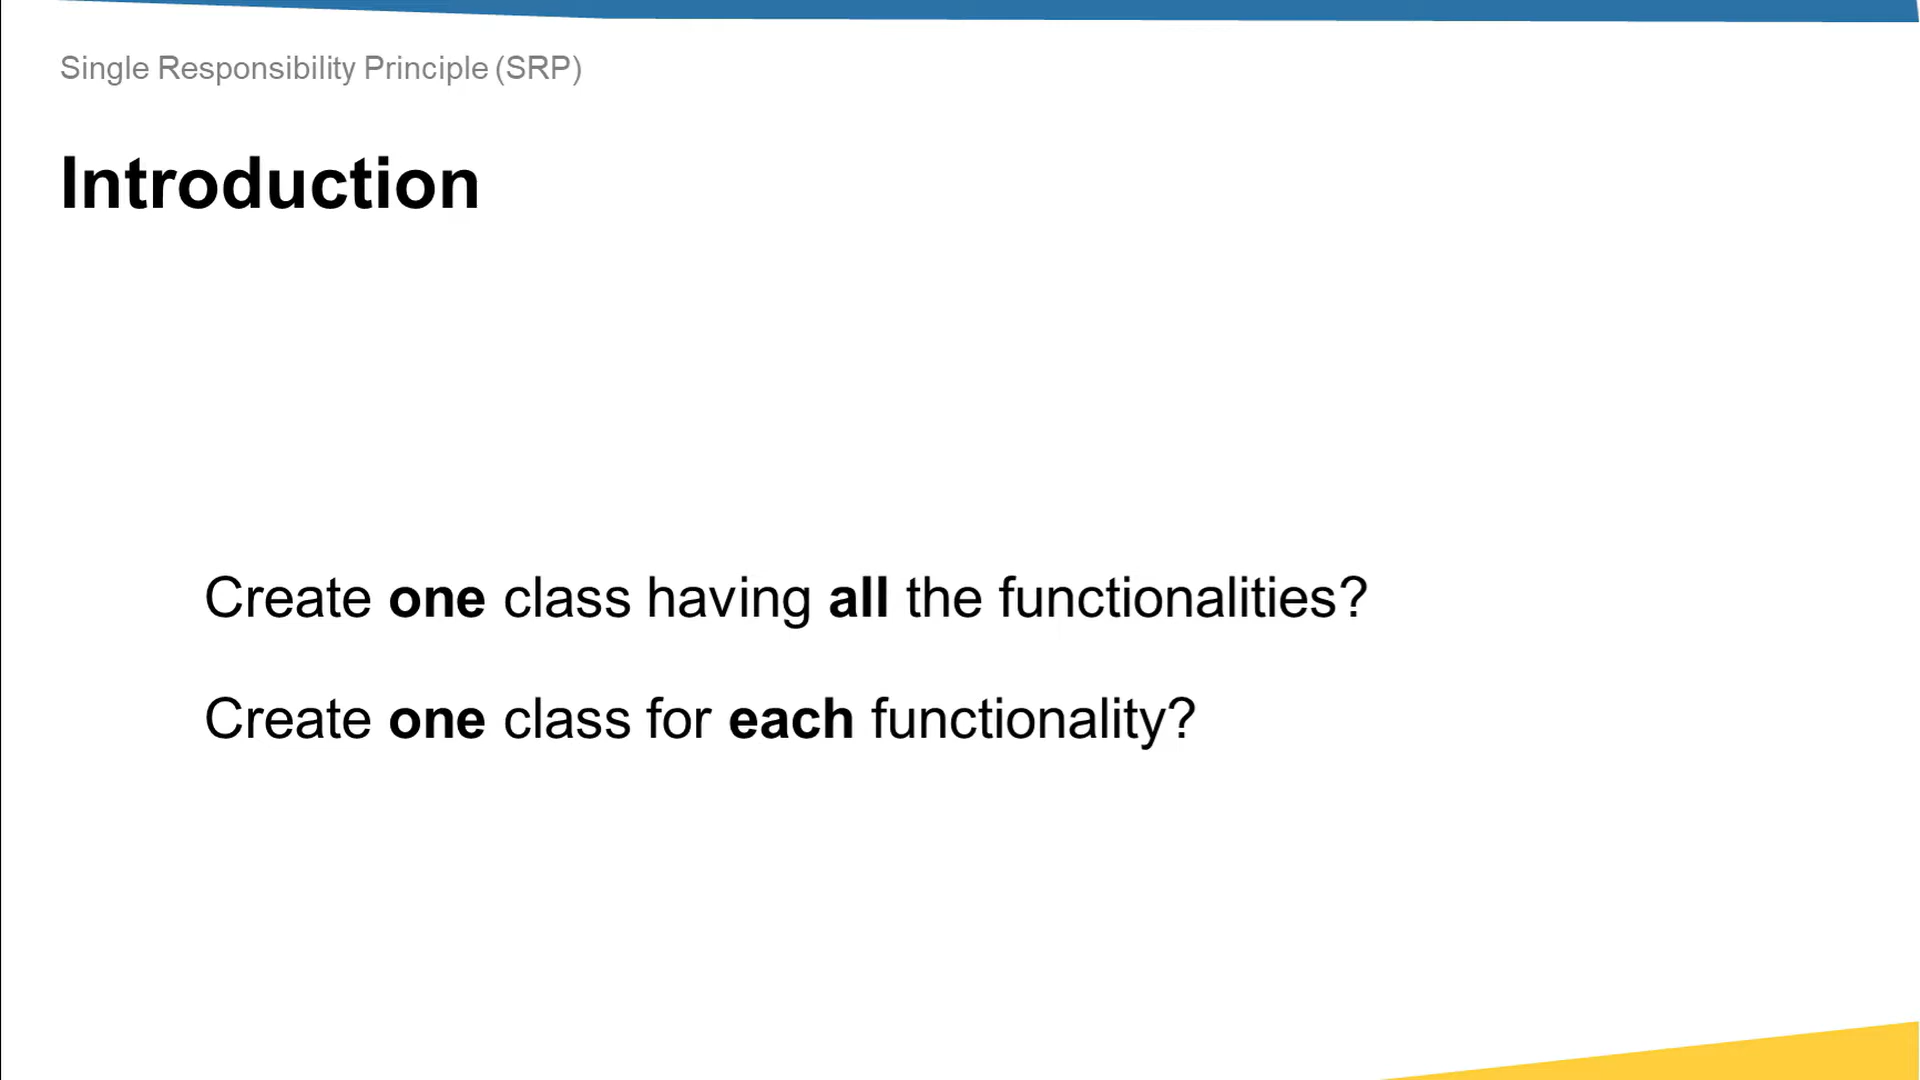 Single Responsibility Principle (SRP)
Introduction
Create one class having all the functionalities?
Create one class for each functionality?